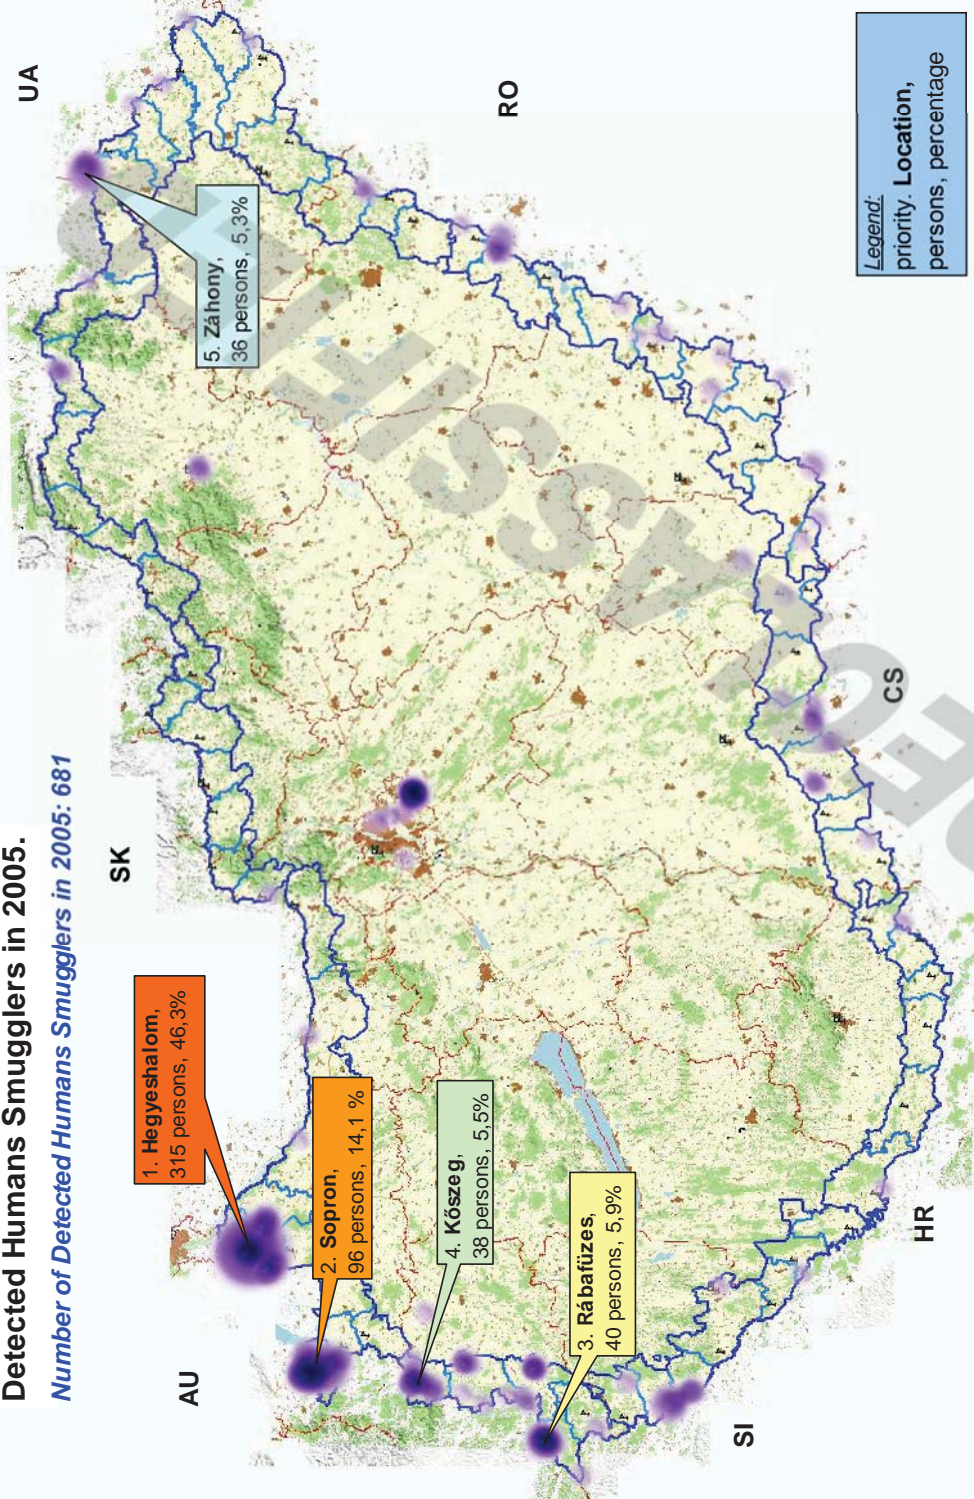 Detected Humans Smugglers in 2005.
Number of Detected Humans Smugglers in 2005: 681
UA
SK
AU
RO
CS
HR
SI
1. Hegyeshalom,
315 persons, 46,3%
2. Sopron,
96 persons, 14,1 %
4. Kőszeg,
38 persons, 5,5%
3. Rábafüzes,
40 persons, 5,9%
5. Záhony,
36 persons, 5,3%
Legend:
priority. Location,
persons, percentage